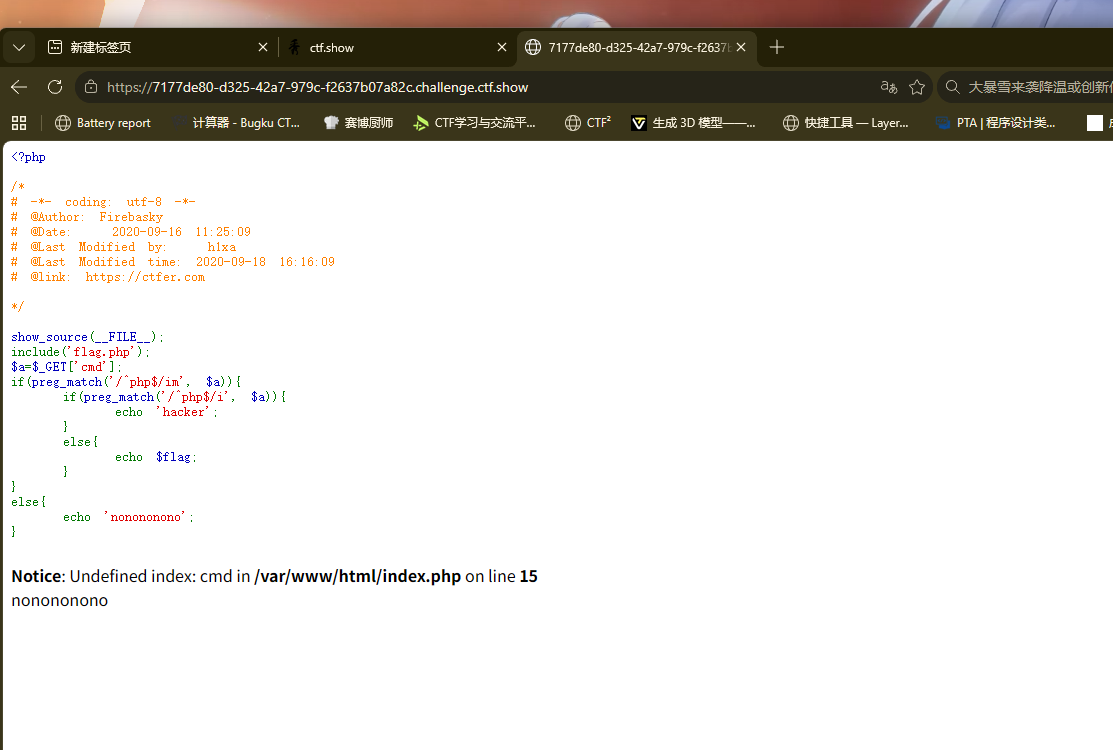 新建标签页
ctf.show
7177de80-d325-42a7-979c-f2637b
https://7177de80-d325-42a7-979c-f2637b07a82c.challenge.ctf.show
大暴雪来袭降温或创新
Battery report
计算器 - Bugku CT...
赛博厨师
CTF学习与交流平...
CTF²
生成 3D 模型——...
快捷工具 — Layer...
PTA | 程序设计类...
<?php
/*
# -*- coding: utf-8 -*-
# @Author: Firebasky
# @Date: 2020-09-16 11:25:09
# @Last Modified by: h1xa
# @Last Modified time: 2020-09-18 16:16:09
# @link: https://ctfer.com
*/
show_source(__FILE__);
include('flag.php');
$a=$_GET['cmd'];
if(preg_match('/^php$/im', $a)){
if(preg_match('/^php$/i', $a)){
echo 'hacker';
}
else{
echo $flag;
}
}
else{
echo 'nonononono';
}
Notice: Undefined index: cmd in /var/www/html/index.php on line 15
nonononono